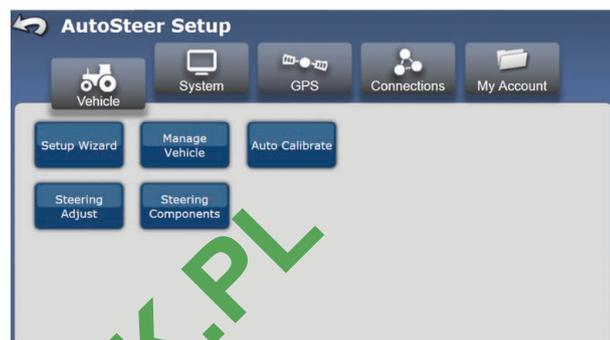 AutoSteer Setup
Vehicle
System
GPS
Connections
My Account
Setup Wizard
Manage
Vehicle
Auto Calibrate
Steering
Adjust
Steering
Components
K.PL